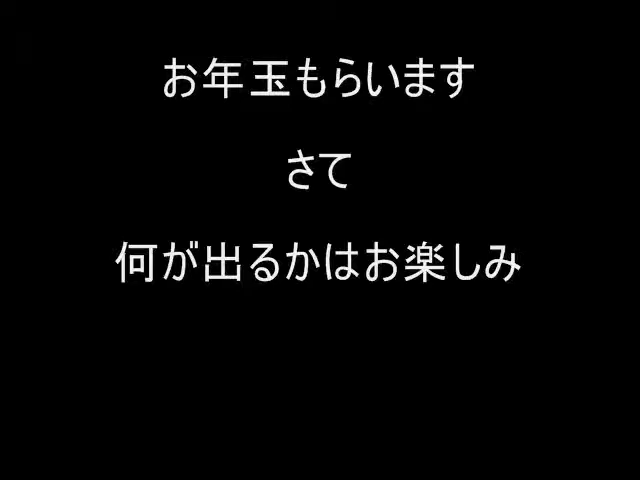 お年玉もらいます
さて
何が出るかはお楽しみ